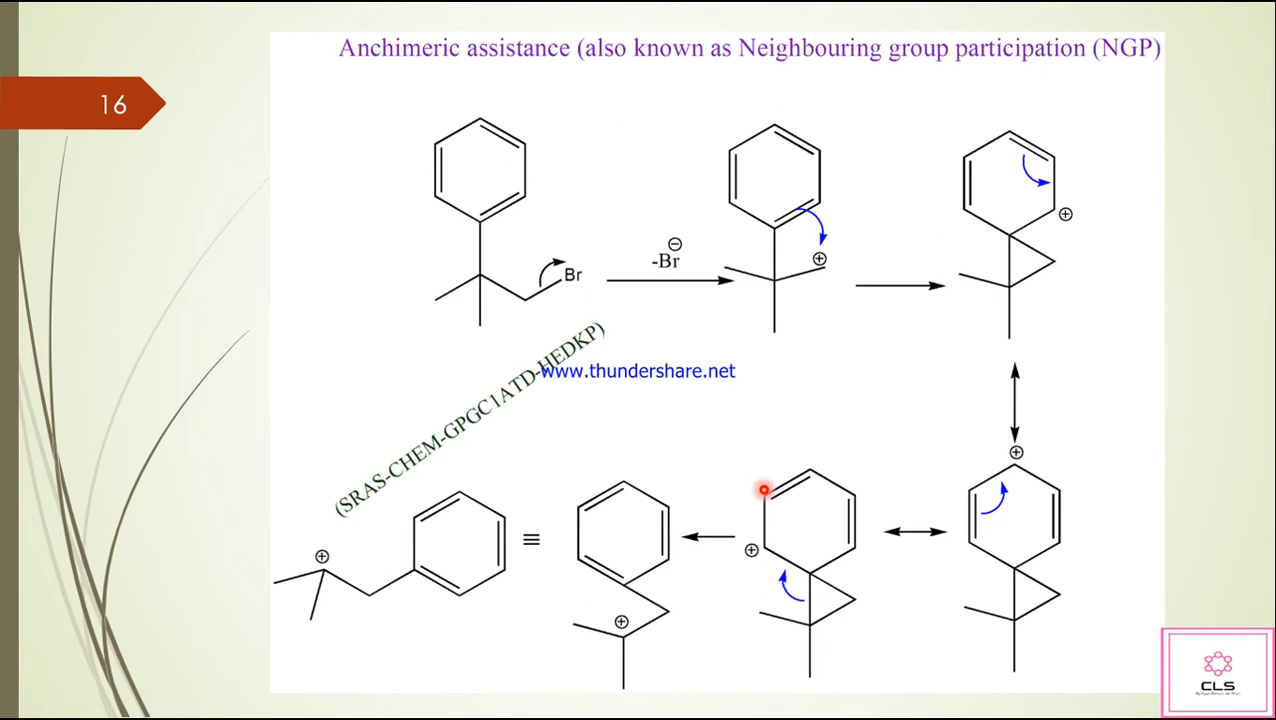 Anchimeric assistance (also known as Neighbouring group participation (NGP)
16
Br
-Br
⊖
⊕
⊕
(SRAS-CHEM-GPGC1ATD-HEDKP)
www.thundershare.net
⊕
⊕
⊕
⊕
≡
CLS